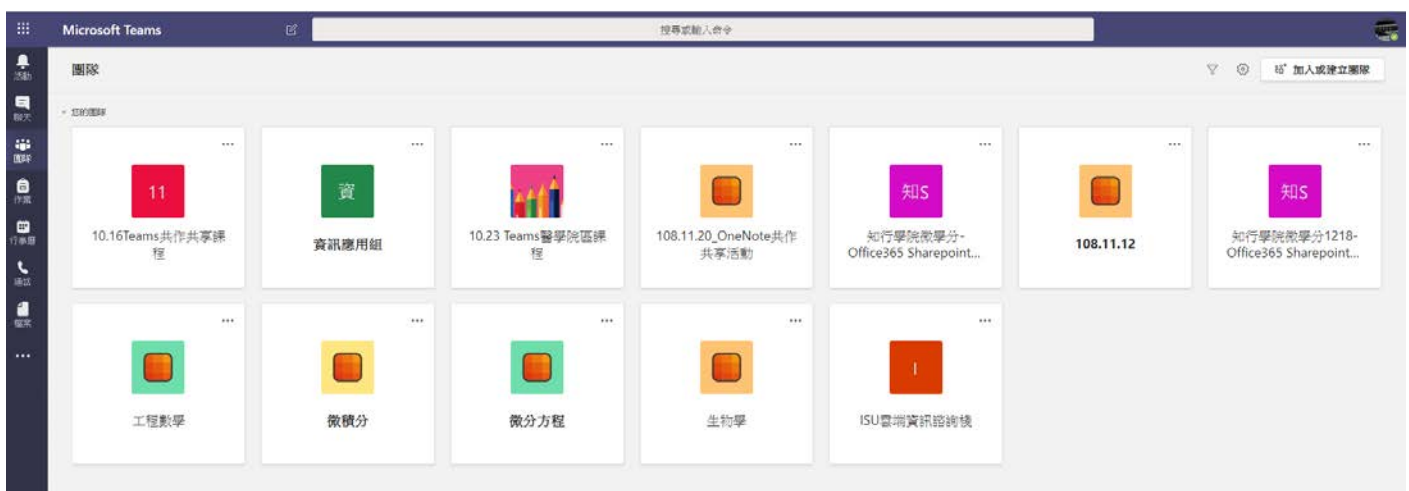 Microsoft Teams
搜尋或輸入命令
活動
聊天
團隊
作業
行事曆
通話
檔案
團隊
加入或建立團隊
您的團隊
11
10.16Teams共作共享課
程
資
資訊應用組
10.23 Teams醫學院區課
程
108.11.20_OneNote共作
共享活動
知S
知行學院微學分-
Office365 Sharepoint...
108.11.12
知S
知行學院微學分1218-
Office365 Sharepoint...
工程數學
微積分
微分方程
生物學
I
ISU雲端資訊諮詢棧